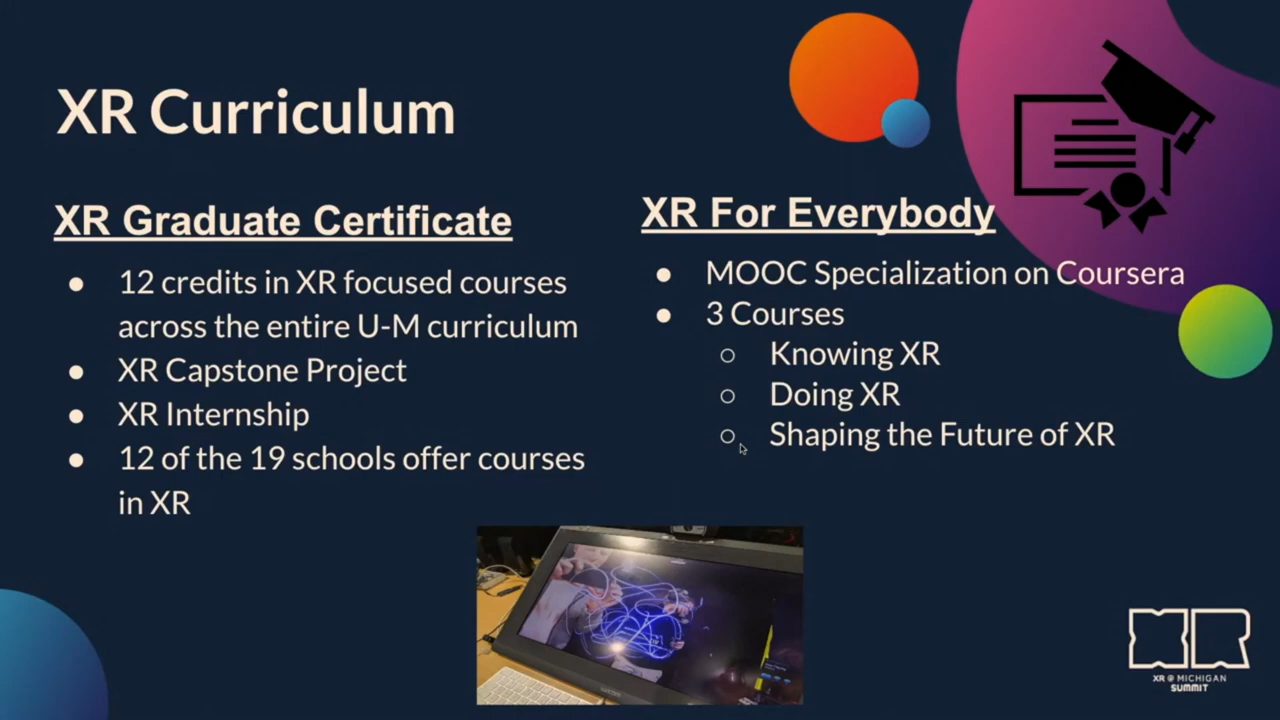 XR Curriculum
XR Graduate Certificate
● 12 credits in XR focused courses
across the entire U-M curriculum
● XR Capstone Project
● XR Internship
● 12 of the 19 schools offer courses
in XR
XR For Everybody
● MOOC Specialization on Coursera
● 3 Courses
○ Knowing XR
○ Doing XR
○ Shaping the Future of XR
XR
XR @ MICHIGAN
SUMMIT